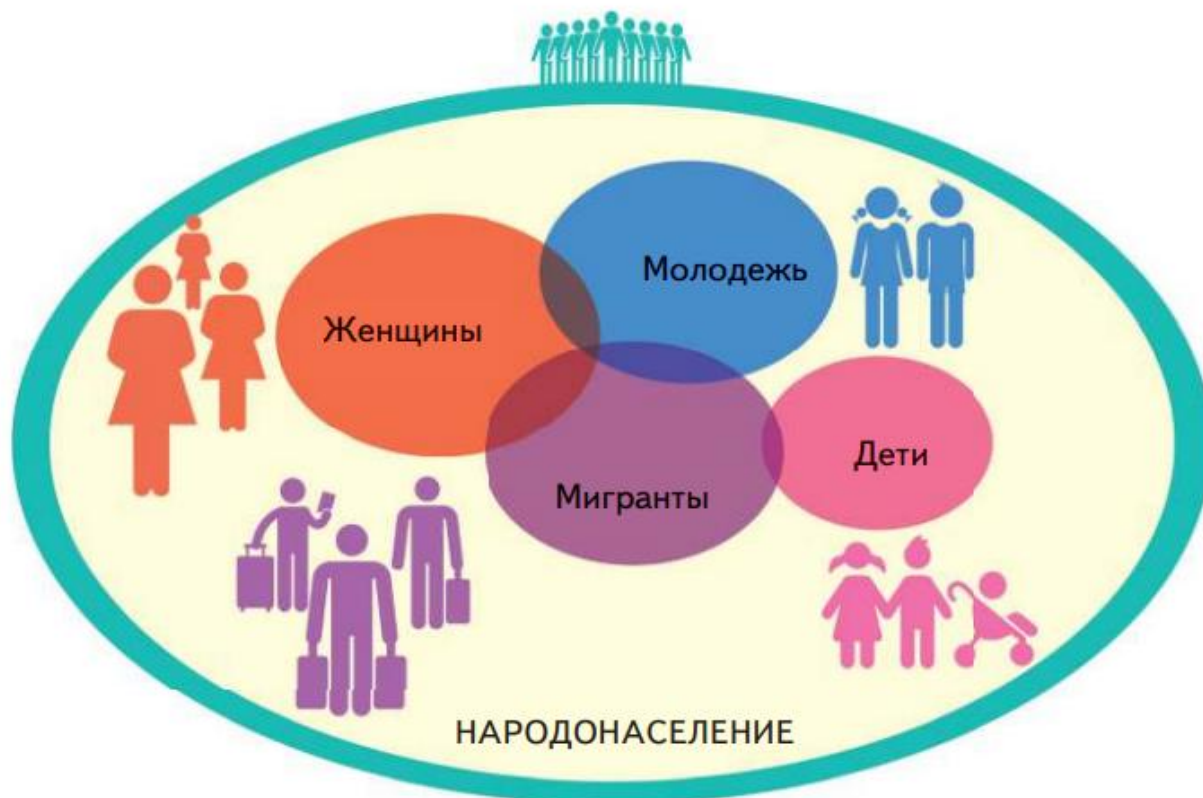 Молодежь
Женщины
Дети
Мигранты
НАРОДОНАСЕЛЕНИЕ